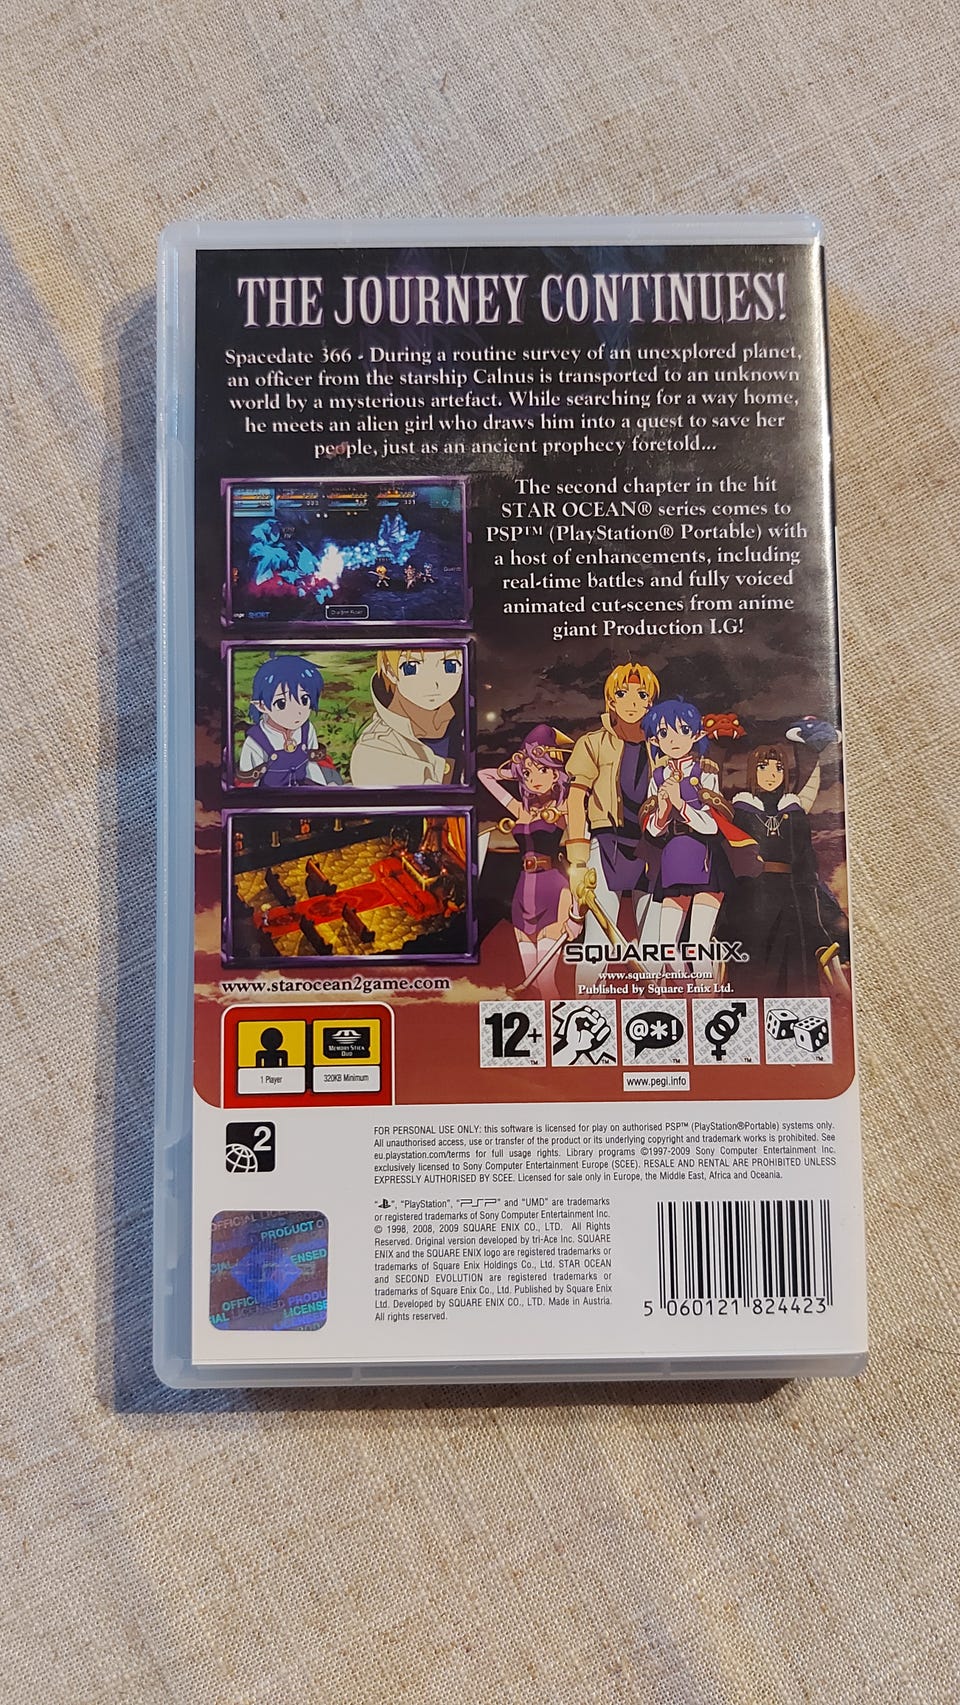 THE JOURNEY CONTINUES!
Spacedate 366 - During a routine survey of an unexplored planet,
an officer from the starship Calnus is transported to an unknown
world by a mysterious artefact. While searching for a way home,
he meets an alien girl who draws him into a quest to save her
people, just as an ancient prophecy foretold...
The second chapter in the hit
STAR OCEAN® series comes to
PSP™ (PlayStation® Portable) with
a host of enhancements, including
real-time battles and fully voiced
animated cut-scenes from anime
giant Production I.G!
SHORT
SQUARE ENIX®
www.square-enix.com
Published by Square Enix Ltd.
www.starocean2game.com
1 Player
MEMORY STICK
DUO
320KB Minimum
12+™
™
@*!
™
™
™
www.pegi.info
2
FOR PERSONAL USE ONLY: this software is licensed for play on authorised PSP™ (PlayStation®Portable) systems only.
All unauthorised access, use or transfer of the product or its underlying copyright and trademark works is prohibited. See
eu.playstation.com/terms for full usage rights. Library programs ©1997-2009 Sony Computer Entertainment Inc.
exclusively licensed to Sony Computer Entertainment Europe (SCEE). RESALE AND RENTAL ARE PROHIBITED UNLESS
EXPRESSLY AUTHORISED BY SCEE. Licensed for sale only in Europe, the Middle East, Africa and Oceania.
" ", "PlayStation", "PSP" and "UMD" are trademarks
or registered trademarks of Sony Computer Entertainment Inc.
© 1998, 2008, 2009 SQUARE ENIX CO., LTD. All Rights
Reserved. Original version developed by tri-Ace Inc. SQUARE
ENIX and the SQUARE ENIX logo are registered trademarks or
trademarks of Square Enix Holdings Co., Ltd. STAR OCEAN
and SECOND EVOLUTION are registered trademarks or
trademarks of Square Enix Co., Ltd. Published by Square Enix
Ltd. Developed by SQUARE ENIX CO., LTD. Made in Austria.
All rights reserved.
PRODUCT
5 060121 824423